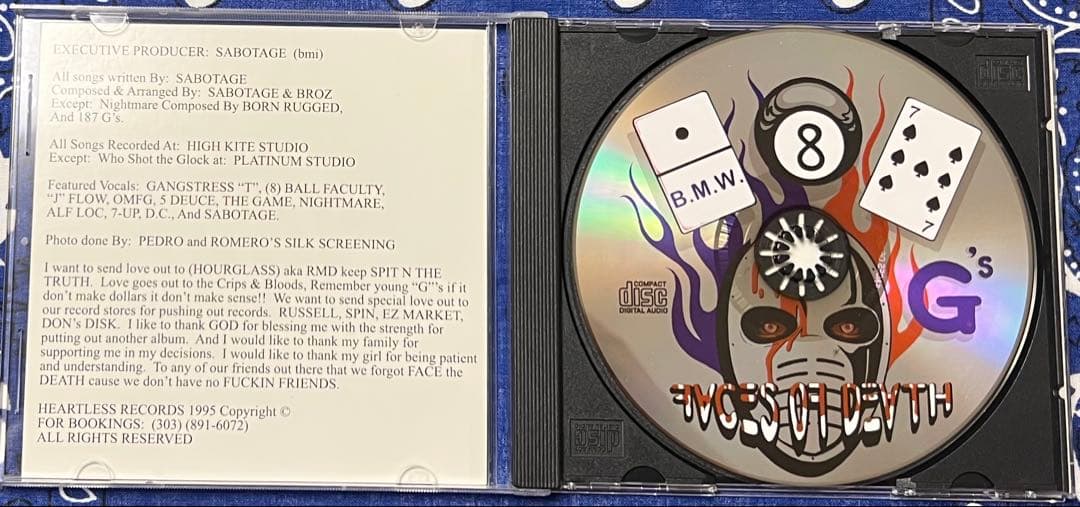 EXECUTIVE PRODUCER: SABOTAGE (bmi)
All songs written By: SABOTAGE
Composed & Arranged By: SABOTAGE & BROZ
Except: Nightmare Composed By BORN RUGGED,
And 187 G's.
All Songs Recorded At: HIGH KITE STUDIO
Except: Who Shot the Glock at: PLATINUM STUDIO
Featured Vocals: GANGSTRESS "T", (8) BALL FACULTY,
"J" FLOW, OMFG, 5 DEUCE, THE GAME, NIGHTMARE,
ALF LOC, 7-UP, D.C., And SABOTAGE.
Photo done By: PEDRO and ROMERO'S SILK SCREENING
I want to send love out to (HOURGLASS) aka RMD keep SPIT N THE
TRUTH. Love goes out to the Crips & Bloods, Remember young "G"'s if it
don't make dollars it don't make sense!! We want to send special love out to
our record stores for pushing out records. RUSSELL, SPIN, EZ MARKET,
DON's DISK. I like to thank GOD for blessing me with the strength for
putting out another album. And I would like to thank my family for
supporting me in my decisions. I would like to thank my girl for being patient
and understanding. To any of our friends out there that we forgot FACE the
DEATH cause we don't have no FUCKIN FRIENDS.
HEARTLESS RECORDS 1995 Copyright ©
FOR BOOKINGS: (303) (891-6072)
ALL RIGHTS RESERVED
B.M.W.
8
7
7
G's
COMPACT
disc
DIGITAL AUDIO
FACES OF DEATH
disc
disc